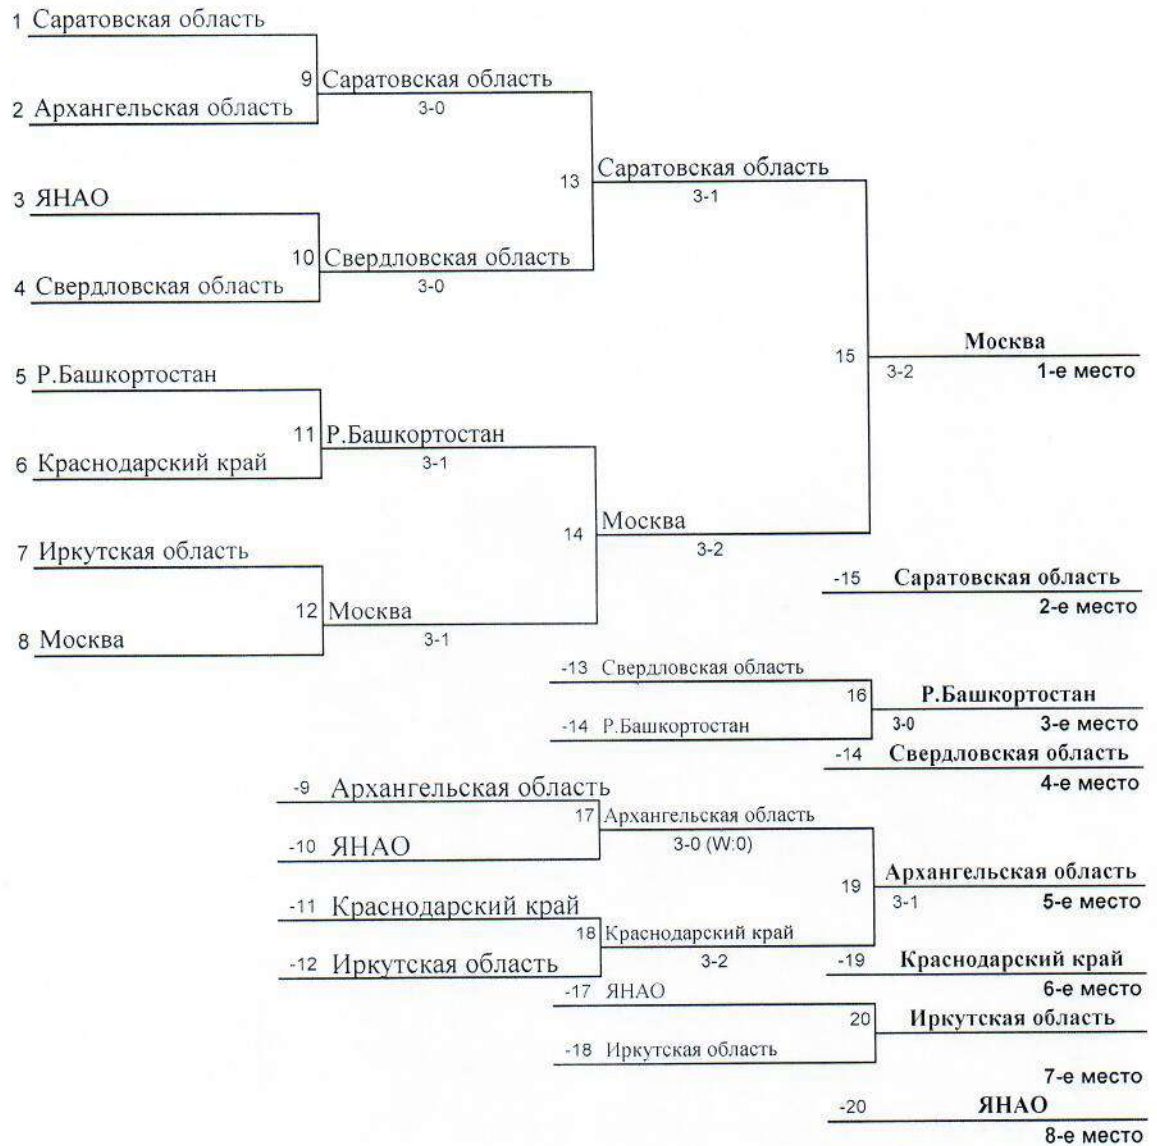 1 Саратовская область
9 Саратовская область
3-0
2 Архангельская область
13 Саратовская область
3-1
3 ЯНАО
10 Свердловская область
3-0
4 Свердловская область
15 Москва
3-2 1-е место
5 Р.Башкортостан
11 Р.Башкортостан
3-1
6 Краснодарский край
14 Москва
3-2
7 Иркутская область
12 Москва
3-1
8 Москва
-15 Саратовская область
2-е место
-13 Свердловская область
16 Р.Башкортостан
3-0 3-е место
-14 Р.Башкортостан
-14 Свердловская область
4-е место
-9 Архангельская область
17 Архангельская область
3-0 (W:0)
-10 ЯНАО
19 Архангельская область
3-1 5-е место
-11 Краснодарский край
18 Краснодарский край
3-2
-12 Иркутская область
-19 Краснодарский край
6-е место
-17 ЯНАО
20 Иркутская область
-18 Иркутская область
7-е место
-20 ЯНАО
8-е место